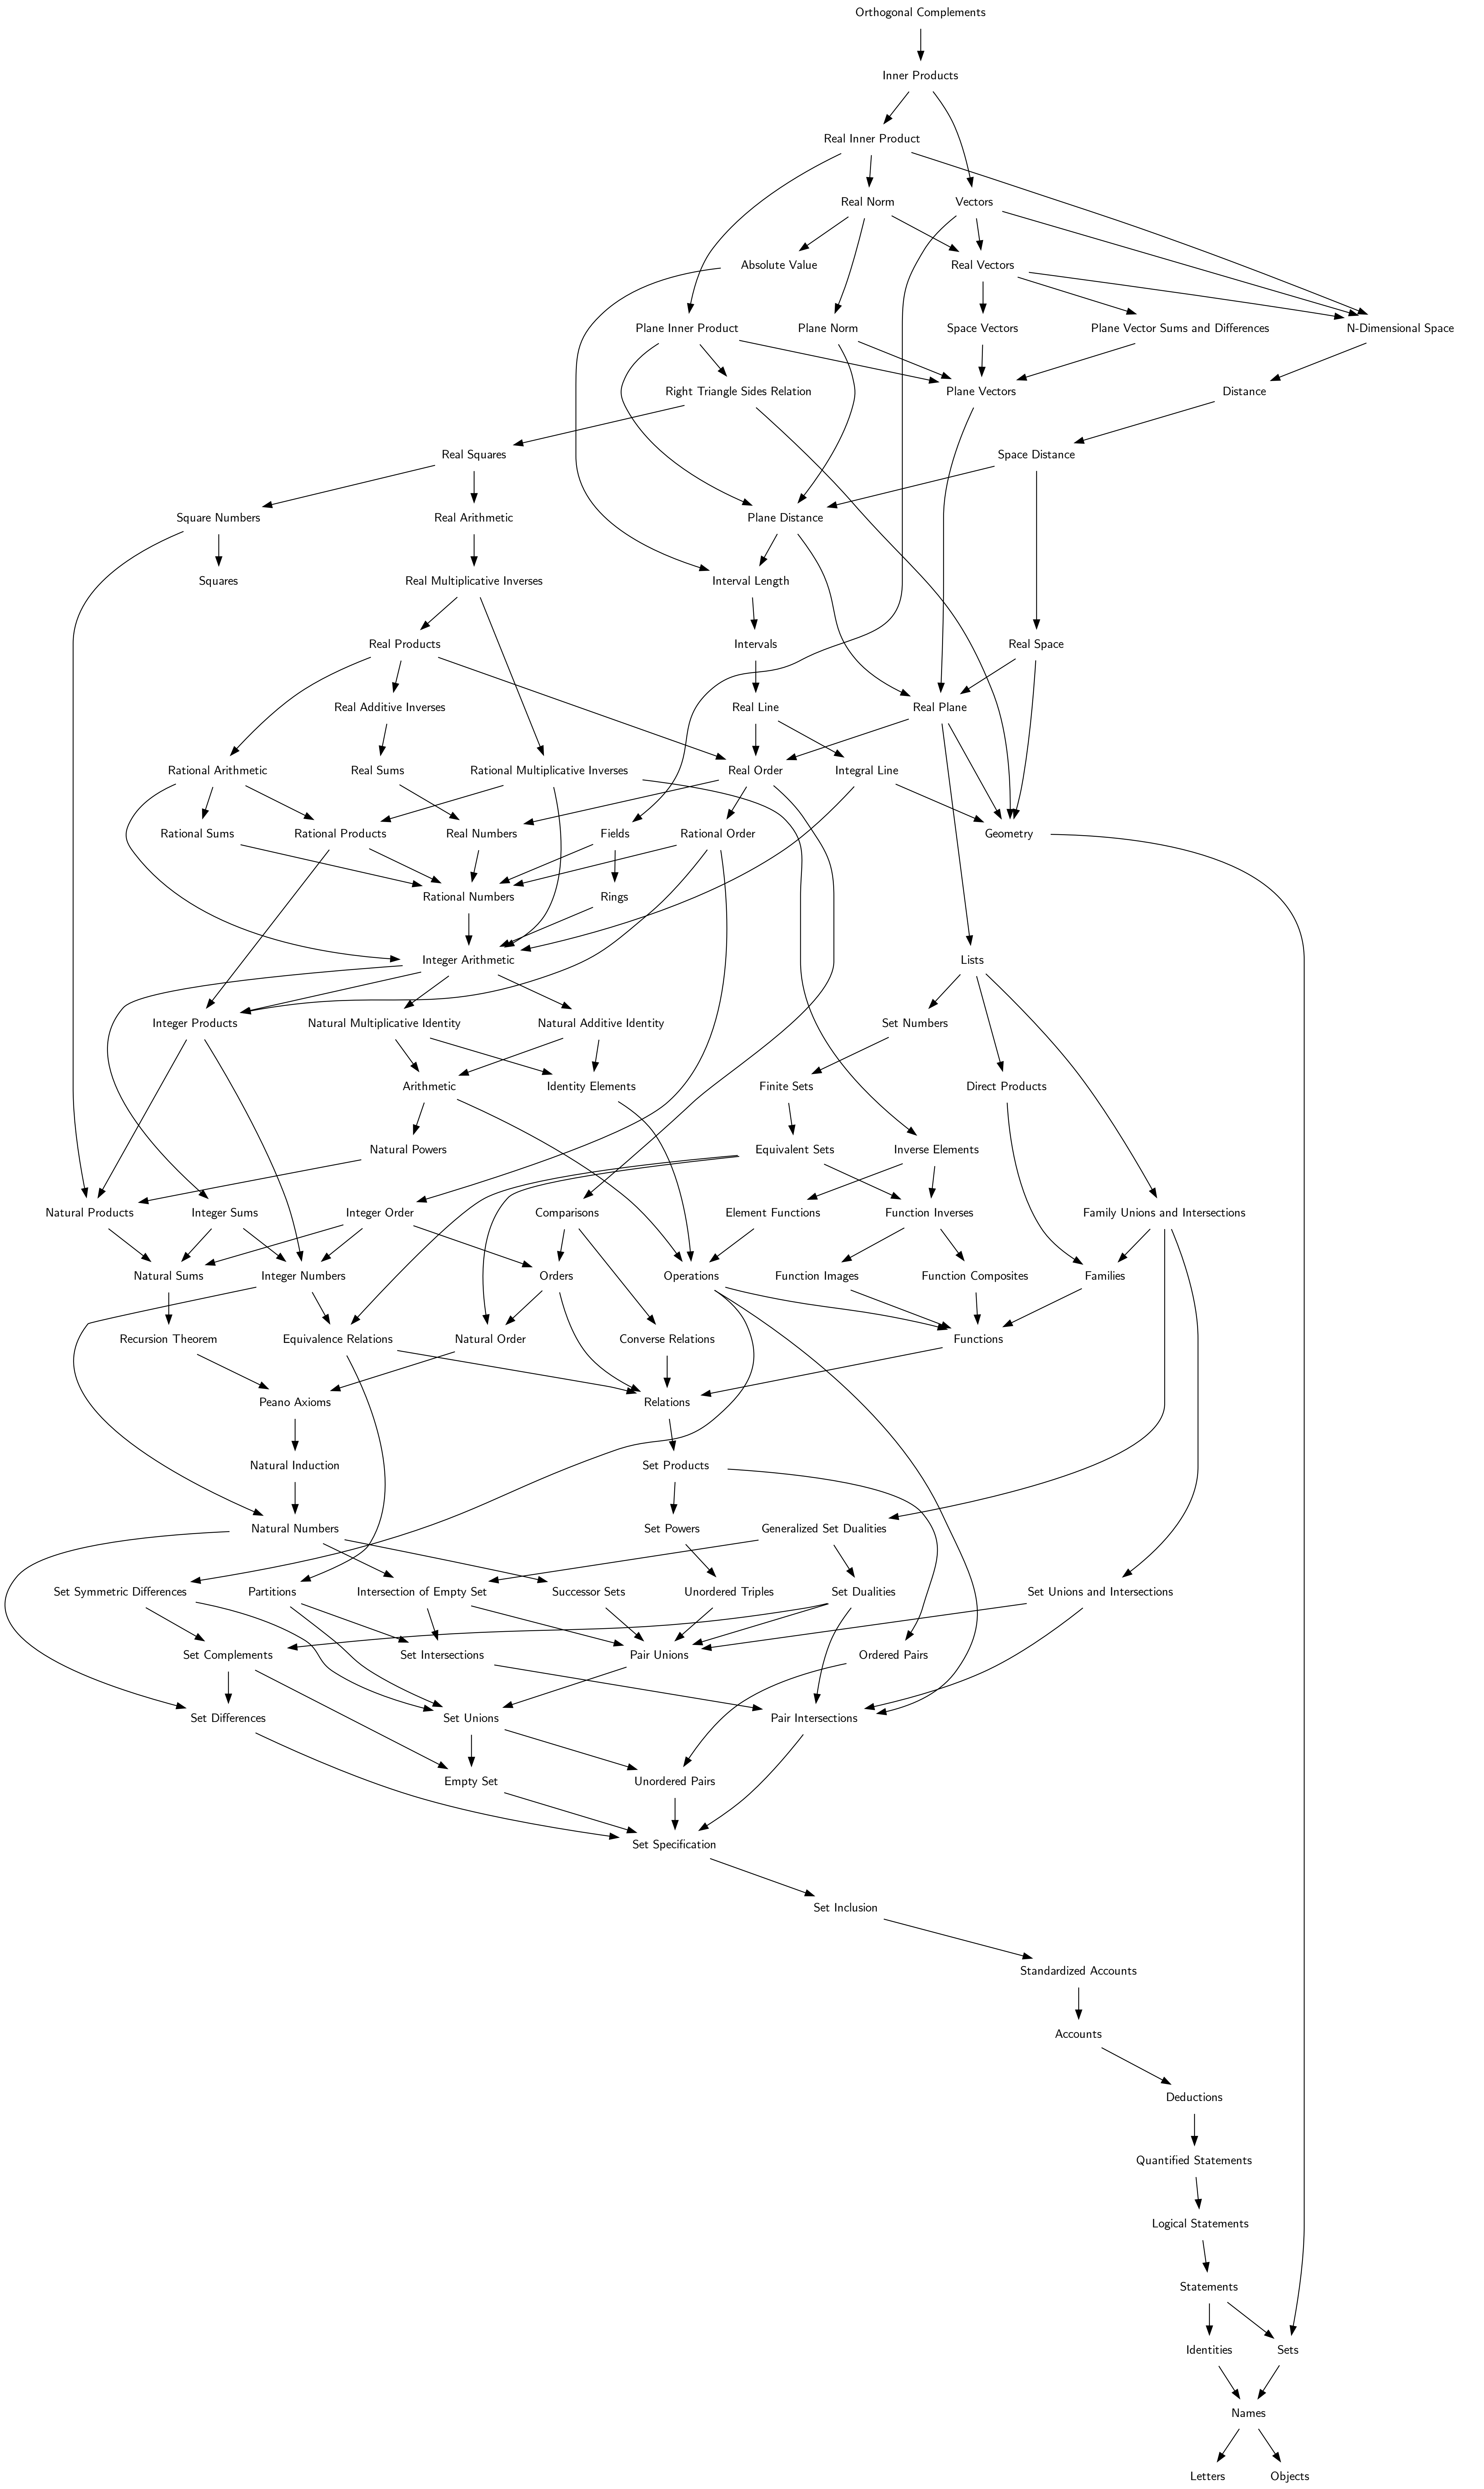 Orthogonal Complements
Inner Products
Real Inner Product
Real Norm
Vectors
Absolute Value
Real Vectors
Plane Inner Product
Plane Norm
Space Vectors
Plane Vector Sums and Differences
N-Dimensional Space
Right Triangle Sides Relation
Plane Vectors
Distance
Real Squares
Space Distance
Square Numbers
Real Arithmetic
Plane Distance
Squares
Real Multiplicative Inverses
Interval Length
Real Products
Intervals
Real Space
Real Additive Inverses
Real Line
Real Plane
Rational Arithmetic
Real Sums
Rational Multiplicative Inverses
Real Order
Integral Line
Rational Sums
Rational Products
Real Numbers
Fields
Rational Order
Geometry
Rational Numbers
Rings
Integer Arithmetic
Lists
Integer Products
Natural Multiplicative Identity
Natural Additive Identity
Set Numbers
Arithmetic
Identity Elements
Finite Sets
Direct Products
Natural Powers
Equivalent Sets
Inverse Elements
Natural Products
Integer Sums
Integer Order
Comparisons
Element Functions
Function Inverses
Family Unions and Intersections
Natural Sums
Integer Numbers
Orders
Operations
Function Images
Function Composites
Families
Recursion Theorem
Equivalence Relations
Natural Order
Converse Relations
Functions
Peano Axioms
Relations
Natural Induction
Set Products
Natural Numbers
Set Powers
Generalized Set Dualities
Set Symmetric Differences
Partitions
Intersection of Empty Set
Successor Sets
Unordered Triples
Set Dualities
Set Unions and Intersections
Set Complements
Set Intersections
Pair Unions
Ordered Pairs
Set Differences
Set Unions
Pair Intersections
Empty Set
Unordered Pairs
Set Specification
Set Inclusion
Standardized Accounts
Accounts
Deductions
Quantified Statements
Logical Statements
Statements
Identities
Sets
Names
Letters
Objects